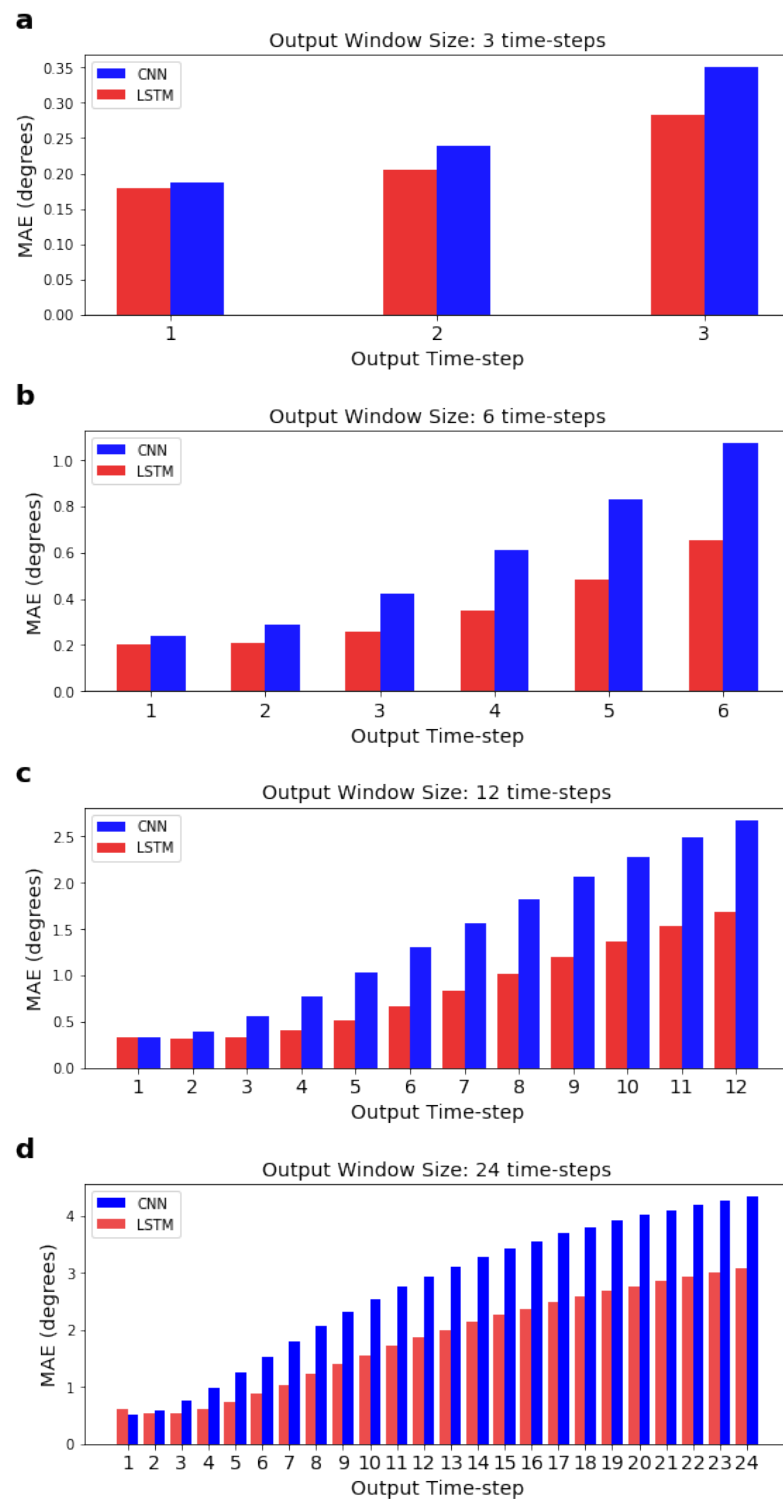 a
Output Window Size: 3 time-steps
CNN
LSTM
0.35
0.30
0.25
0.20
0.15
0.10
0.05
0.00
MAE (degrees)
1 2 3
Output Time-step
b
Output Window Size: 6 time-steps
CNN
LSTM
1.0
0.8
0.6
0.4
0.2
0.0
MAE (degrees)
1 2 3 4 5 6
Output Time-step
c
Output Window Size: 12 time-steps
CNN
LSTM
2.5
2.0
1.5
1.0
0.5
0.0
MAE (degrees)
1 2 3 4 5 6 7 8 9 10 11 12
Output Time-step
d
Output Window Size: 24 time-steps
CNN
LSTM
4
3
2
1
0
MAE (degrees)
1 2 3 4 5 6 7 8 9 10 11 12 13 14 15 16 17 18 19 20 21 22 23 24
Output Time-step